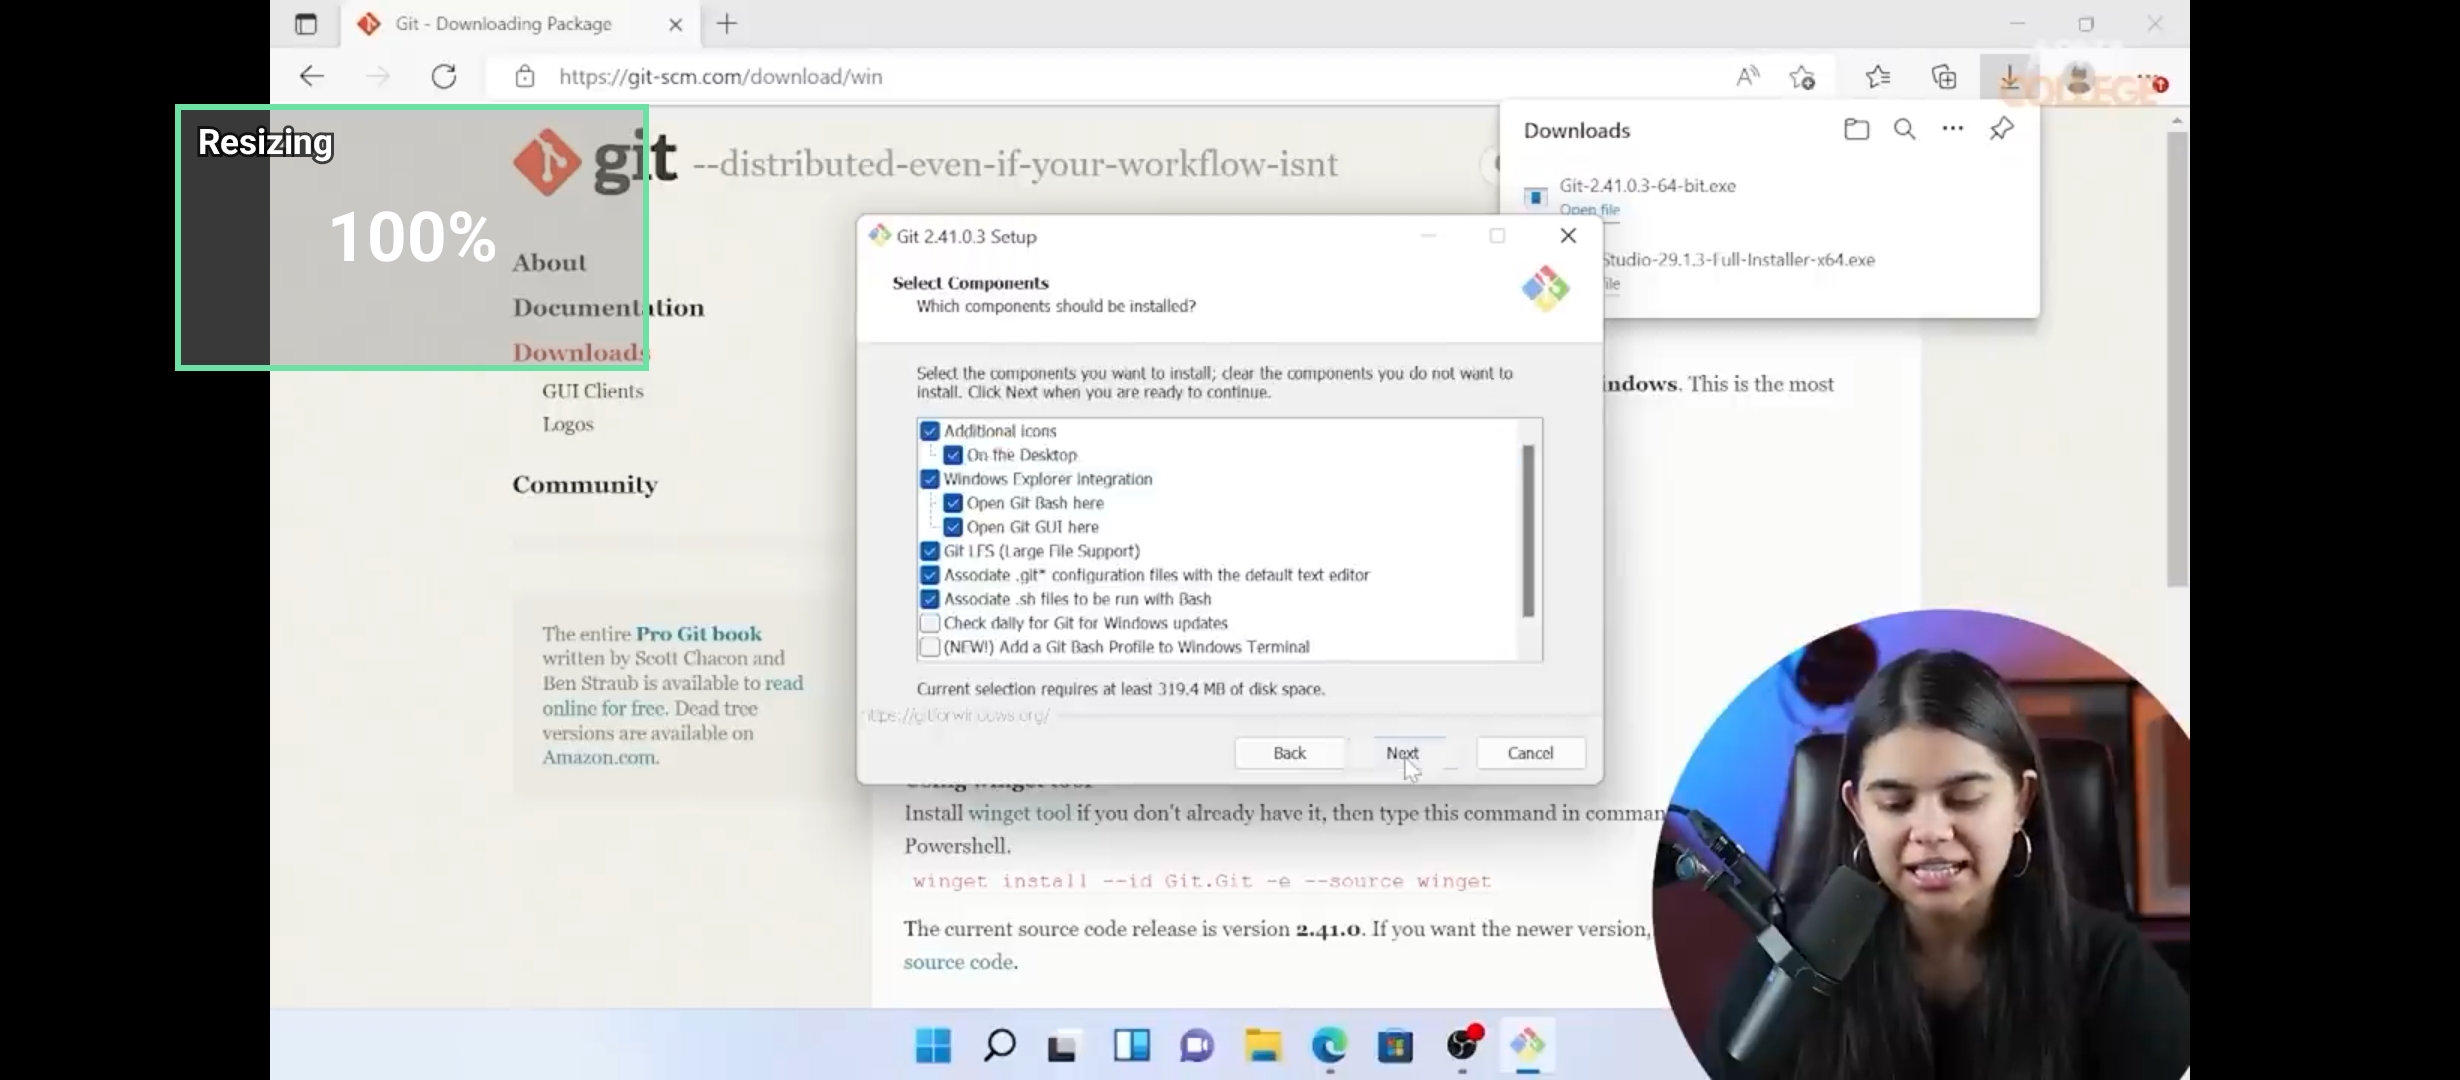 Git - Downloading Package
https://git-scm.com/download/win
Resizing
100%
git --distributed-even-if-your-workflow-isnt
About
Documentation
Downloads
GUI Clients
Logos
Community
The entire Pro Git book
written by Scott Chacon and
Ben Straub is available to read
online for free. Dead tree
versions are available on
Amazon.com.
COLLEGE
Downloads
Git-2.41.0.3-64-bit.exe
Open file
Studio-29.1.3-Full-Installer-x64.exe
file
indows. This is the most
Git 2.41.0.3 Setup
Select Components
Which components should be installed?
Select the components you want to install; clear the components you do not want to
install. Click Next when you are ready to continue.
Additional icons
On the Desktop
Windows Explorer integration
Open Git Bash here
Open Git GUI here
Git LFS (Large File Support)
Associate .git* configuration files with the default text editor
Associate .sh files to be run with Bash
Check daily for Git for Windows updates
(NEW!) Add a Git Bash Profile to Windows Terminal
Current selection requires at least 319.4 MB of disk space.
https://gitforwindows.org/
Back
Next
Cancel
Using winget tool
Install winget tool if you don't already have it, then type this command in comman
Powershell.
winget install --id Git.Git -e --source winget
The current source code release is version 2.41.0. If you want the newer version,
source code.